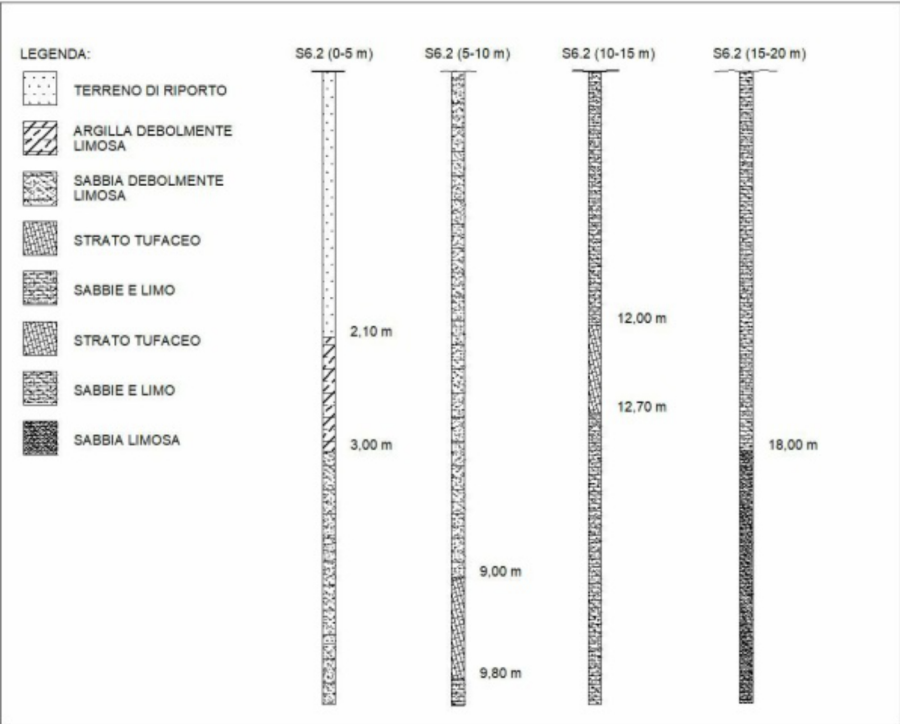 LEGENDA:
TERRENO DI RIPORTO
ARGILLA DEBOLMENTE
LIMOSA
SABBIA DEBOLMENTE
LIMOSA
STRATO TUFACEO
SABBIE E LIMO
STRATO TUFACEO
SABBIE E LIMO
SABBIA LIMOSA
S6.2 (0-5 m)
2,10 m
3,00 m
S6.2 (5-10 m)
9,00 m
9,80 m
S6.2 (10-15 m)
12,00 m
12,70 m
S6.2 (15-20 m)
18,00 m